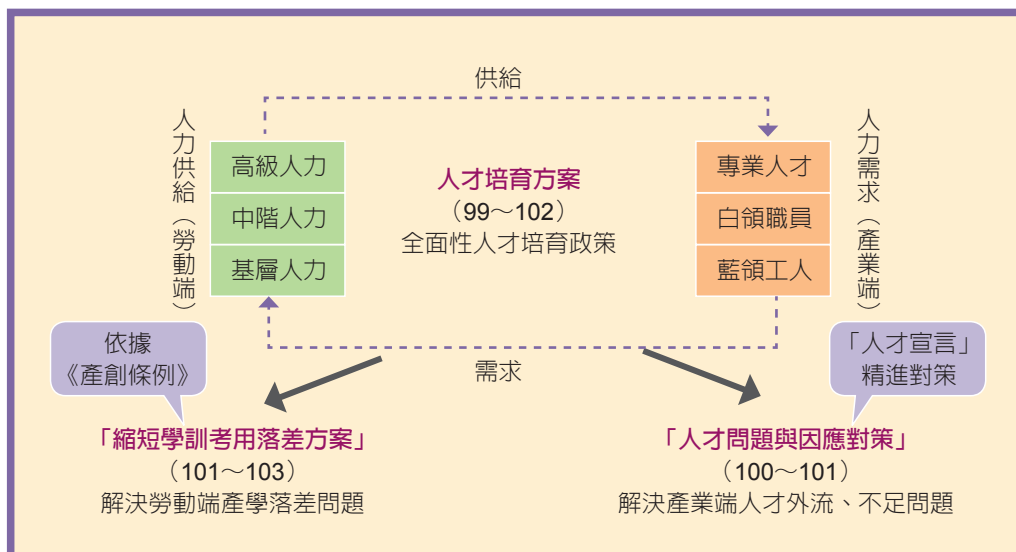 供給
人力供給（勞動端）
高級人力
中階人力
基層人力
人才培育方案
（99～102）
全面性人才培育政策
專業人才
白領職員
藍領工人
人力需求（產業端）
需求
依據
《產創條例》
「人才宣言」
精進對策
「縮短學訓考用落差方案」
（101～103）
解決勞動端產學落差問題
「人才問題與因應對策」
（100～101）
解決產業端人才外流、不足問題